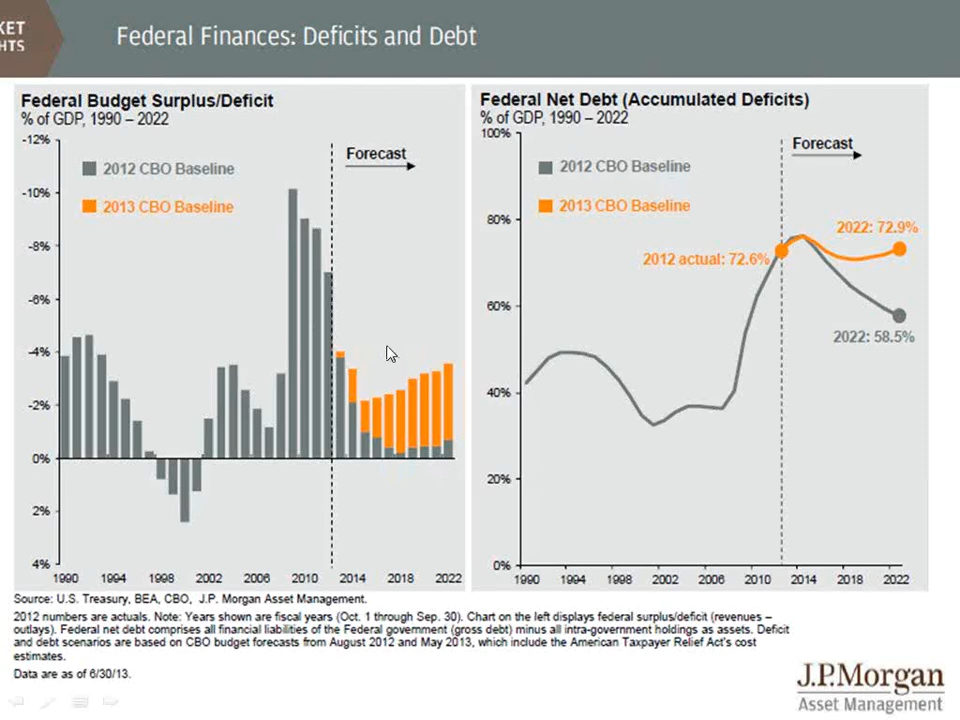 KET
HTS
Federal Finances: Deficits and Debt
Federal Budget Surplus/Deficit
% of GDP, 1990 – 2022
-12%
-10%
-8%
-6%
-4%
-2%
0%
2%
4%
2012 CBO Baseline
2013 CBO Baseline
Forecast
1990 1994 1998 2002 2006 2010 2014 2018 2022
Federal Net Debt (Accumulated Deficits)
% of GDP, 1990 – 2022
100%
80%
60%
40%
20%
0%
2012 CBO Baseline
2013 CBO Baseline
Forecast
2022: 72.9%
2012 actual: 72.6%
2022: 58.5%
1990 1994 1998 2002 2006 2010 2014 2018 2022
Source: U.S. Treasury, BEA, CBO, J.P. Morgan Asset Management.
2012 numbers are actuals. Note: Years shown are fiscal years (Oct. 1 through Sep. 30). Chart on the left displays federal surplus/deficit (revenues –
outlays). Federal net debt comprises all financial liabilities of the Federal government (gross debt) minus all intra-government holdings as assets. Deficit
and debt scenarios are based on CBO budget forecasts from August 2012 and May 2013, which include the American Taxpayer Relief Act's cost
estimates.
Data are as of 6/30/13.
J.P.Morgan
Asset Management